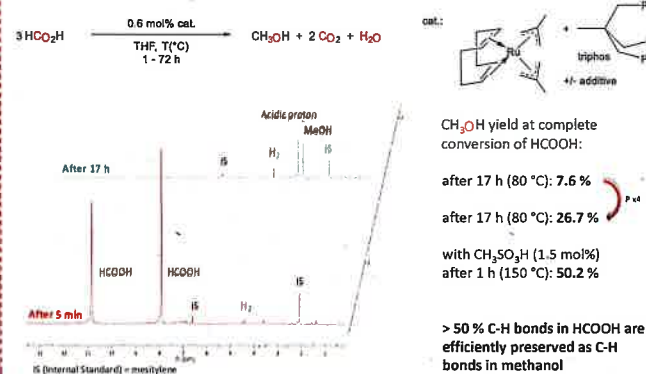 3 HCO₂H
0.6 mol% cat.
THF, T(°C)
1 - 72 h
CH₃OH + 2 CO₂ + H₂O
cat.:
Ru
+
triphos
+/- additive
P
P
Acidic proton
MeOH
IS
H₂
IS
After 17 h
HCOOH
HCOOH
IS
H₂
IS
After 5 min
IS (Internal Standard) = mesitylene
CH₃OH yield at complete
conversion of HCOOH:
after 17 h (80 °C): 7.6 %
P x4
after 17 h (80 °C): 26.7 %
with CH₃SO₃H (1.5 mol%)
after 1 h (150 °C): 50.2 %
> 50 % C-H bonds in HCOOH are
efficiently preserved as C-H
bonds in methanol